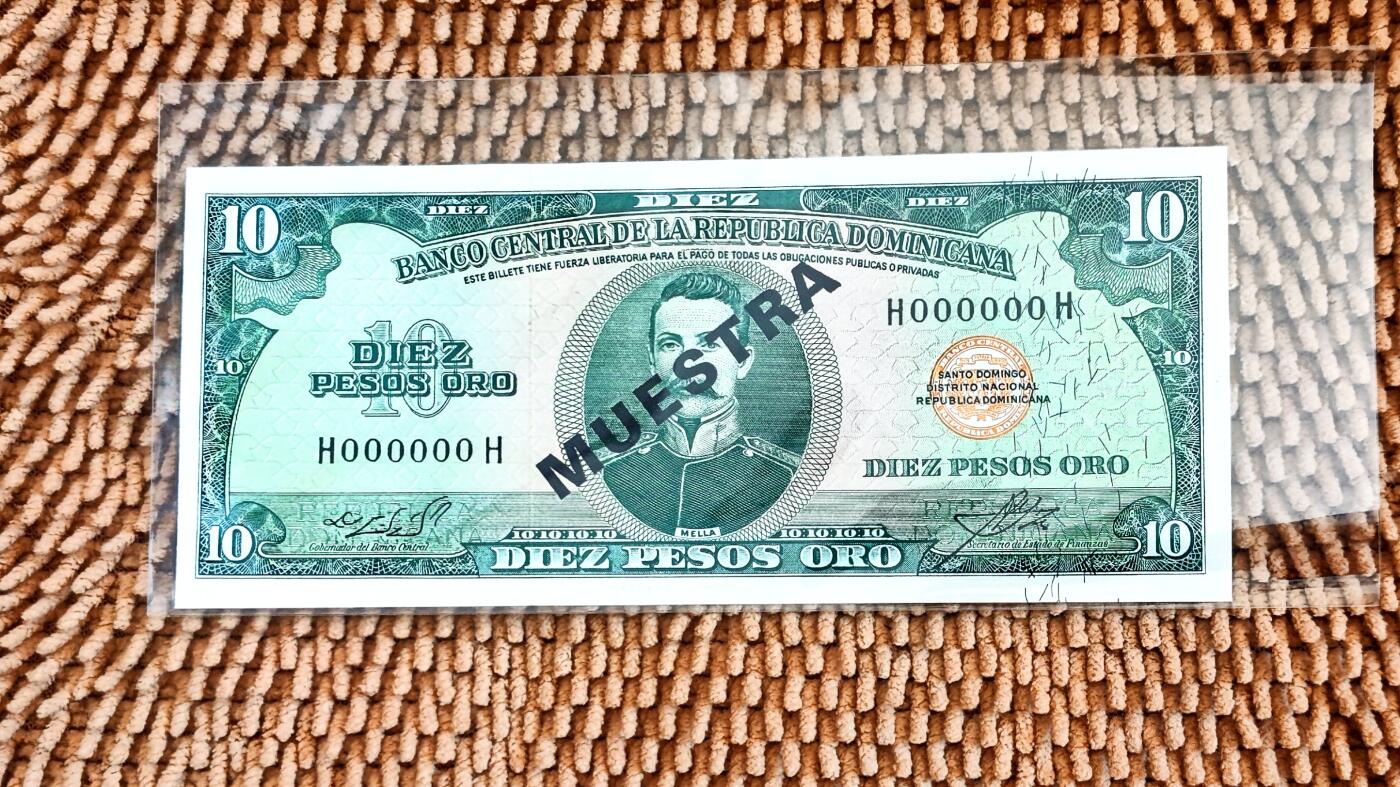 DIEZ
DIEZ
DIEZ
10
10
BANCO CENTRAL DE LA REPUBLICA DOMINICANA
ESTE BILLETE TIENE FUERZA LIBERATORIA PARA EL PAGO DE TODAS LAS OBLIGACIONES PUBLICAS O PRIVADAS
H000000H
10
DIEZ
PESOS ORO
10
10
SANTO DOMINGO
DISTRITO NACIONAL
REPUBLICA DOMINICANA
MUESTRA
H000000H
DIEZ PESOS ORO
Gobernador del Banco Central
10.10.10.10
MELLA
10.10.10.10
Secretario de Estado de Finanzas
10
DIEZ PESOS ORO
10